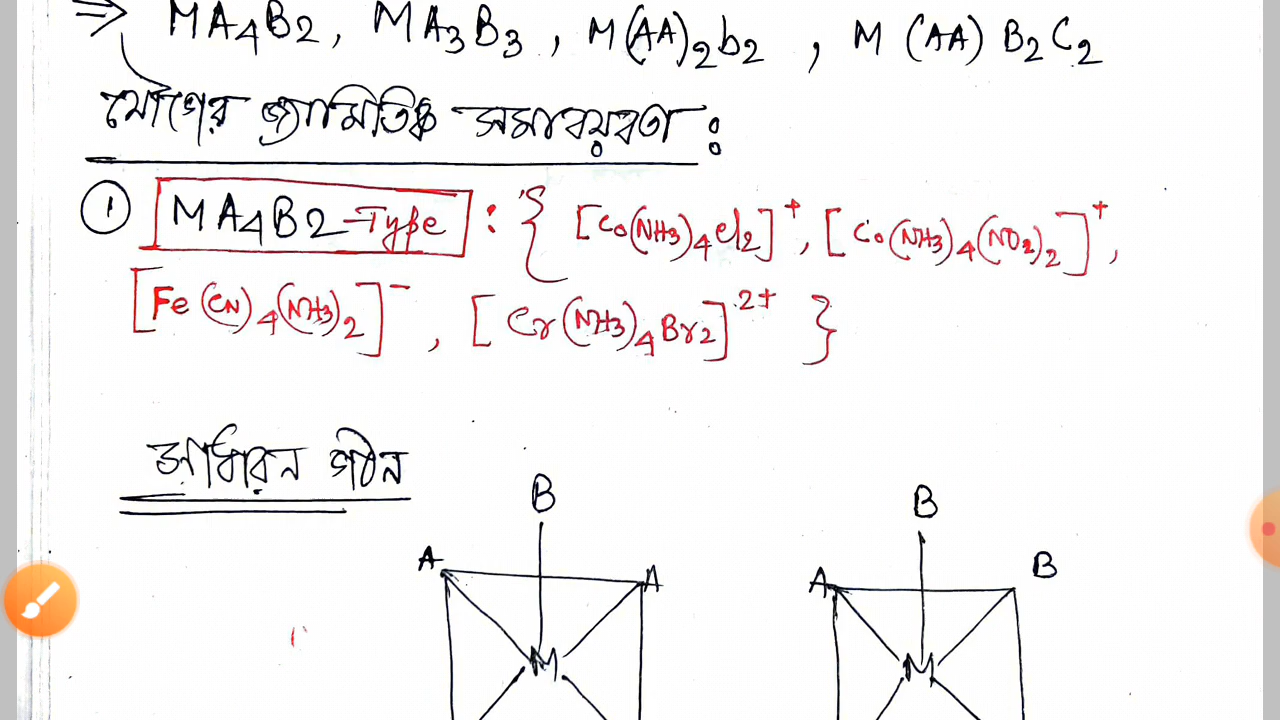 ⇒ MA₄B₂, MA₃B₃, M(AA)₂b₂, M(AA)B₂C₂
যৌগের জ্যামিতিক সমাবয়বতা :
① MA₄B₂-Type : { [Co(NH₃)₄Cl₂]⁺, [Co(NH₃)₄(NO₂)₂]⁺,
[Fe(CN)₄(NH₃)₂]⁻, [Cr(NH₃)₄Br₂]²⁺ }
সাধারন গঠন
B B
A A A B
M M